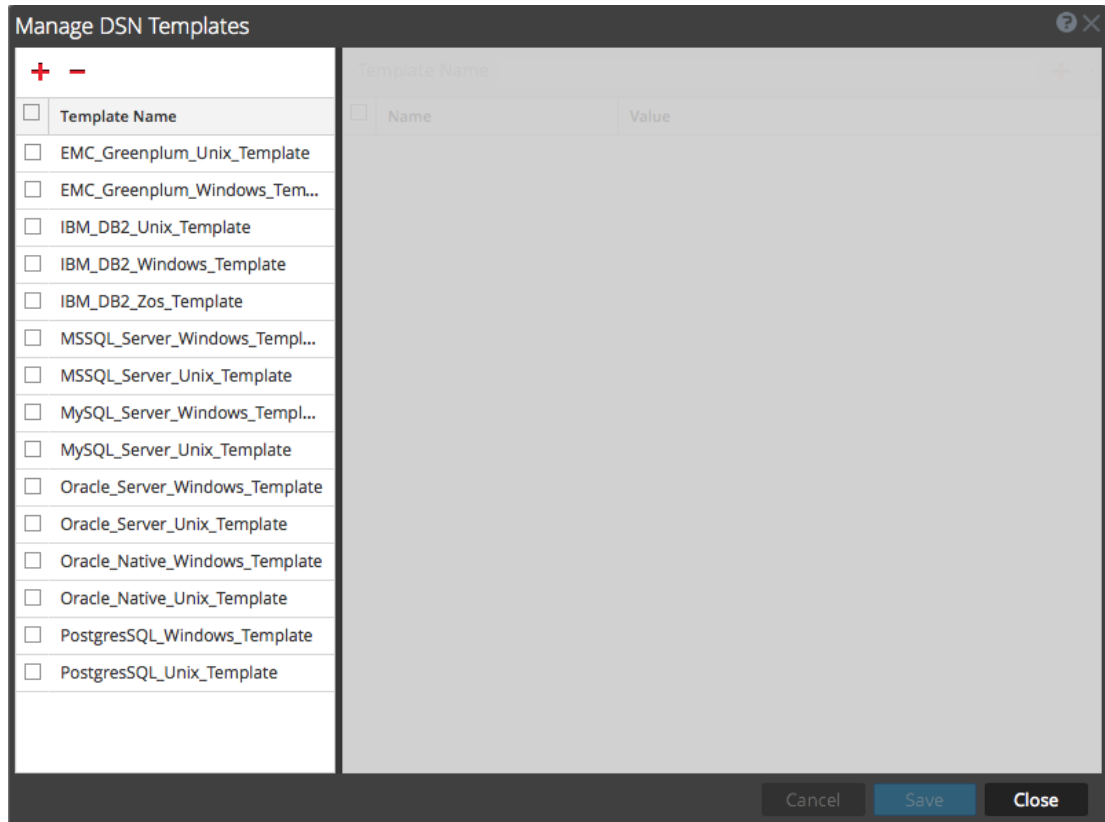 Manage DSN Templates
Template Name
Name Value
Template Name
EMC_Greenplum_Unix_Template
EMC_Greenplum_Windows_Tem...
IBM_DB2_Unix_Template
IBM_DB2_Windows_Template
IBM_DB2_Zos_Template
MSSQL_Server_Windows_Templ...
MSSQL_Server_Unix_Template
MySQL_Server_Windows_Templ...
MySQL_Server_Unix_Template
Oracle_Server_Windows_Template
Oracle_Server_Unix_Template
Oracle_Native_Windows_Template
Oracle_Native_Unix_Template
PostgresSQL_Windows_Template
PostgresSQL_Unix_Template
Cancel Save Close